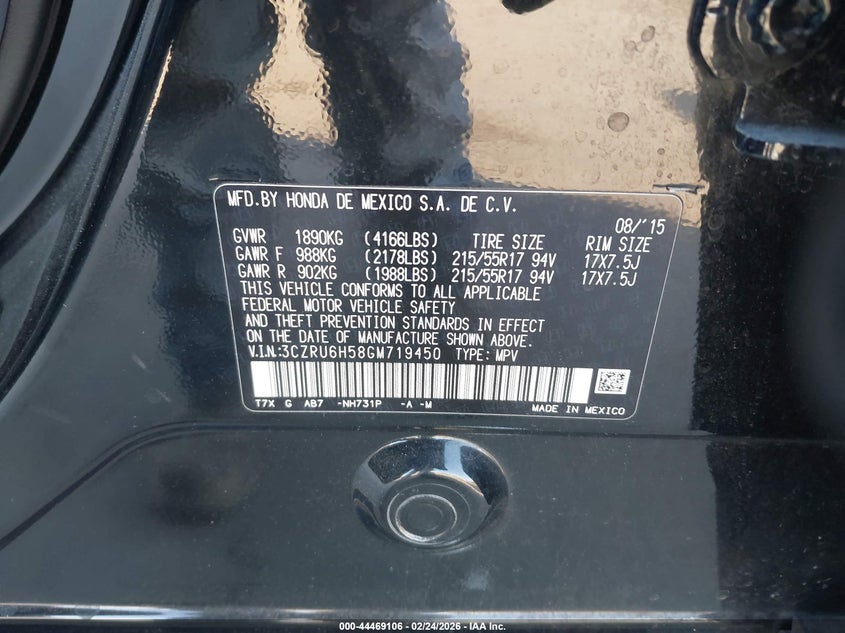 MFD.BY HONDA DE MEXICO S.A. DE C.V.
08/'15
GVWR 1890KG (4166LBS) TIRE SIZE RIM SIZE
GAWR F 988KG (2178LBS) 215/55R17 94V 17X7.5J
GAWR R 902KG (1988LBS) 215/55R17 94V 17X7.5J
THIS VEHICLE CONFORMS TO ALL APPLICABLE
FEDERAL MOTOR VEHICLE SAFETY
AND THEFT PREVENTION STANDARDS IN EFFECT
ON THE DATE OF MANUFACTURE SHOWN ABOVE.
V.I.N.:3CZRU6H58GM719450 TYPE: MPV
T7X G AB7 -NH731P -A -M
MADE IN MEXICO
000-44469106 - 02/24/2026 - IAA Inc.